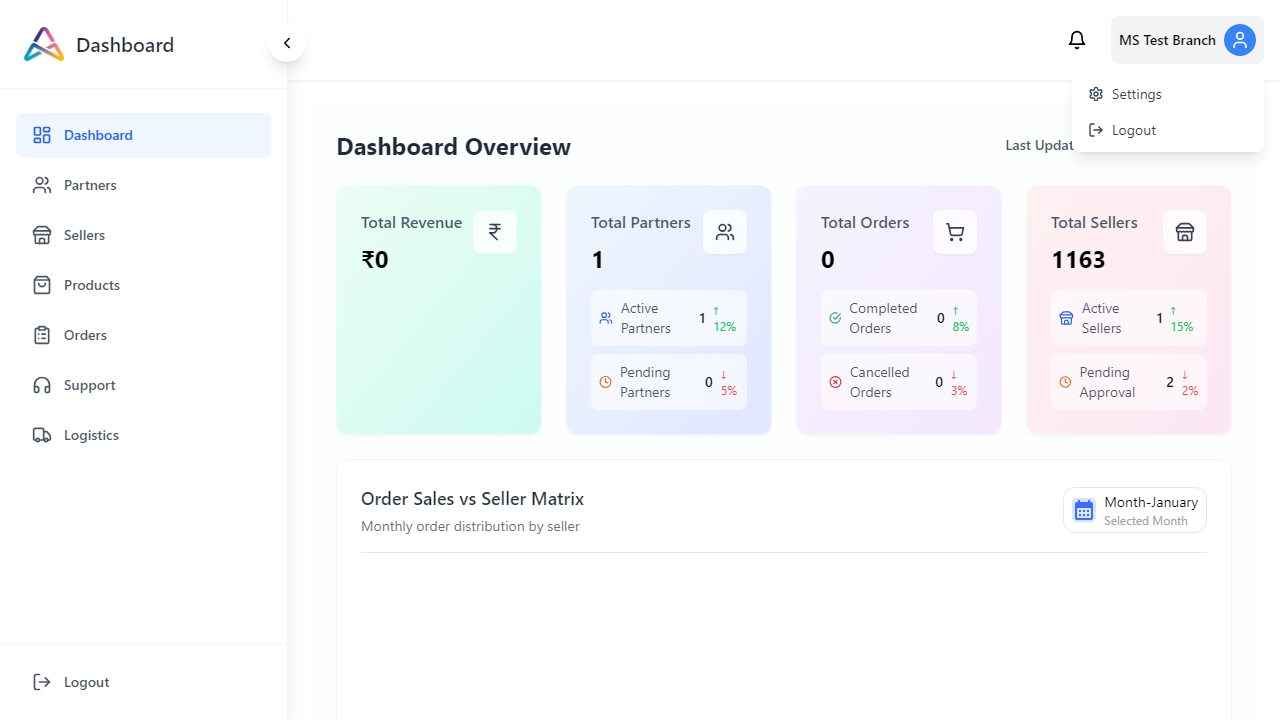 Dashboard
MS Test Branch
Settings
Logout
Dashboard
Partners
Sellers
Products
Orders
Support
Logistics
Logout
Dashboard Overview
Last Updat
Total Revenue
₹0
Total Partners
1
Active Partners 1 ↑ 12%
Pending Partners 0 ↓ 5%
Total Orders
0
Completed Orders 0 ↑ 8%
Cancelled Orders 0 ↓ 3%
Total Sellers
1163
Active Sellers 1 ↑ 15%
Pending Approval 2 ↓ 2%
Order Sales vs Seller Matrix
Monthly order distribution by seller
Month-January
Selected Month